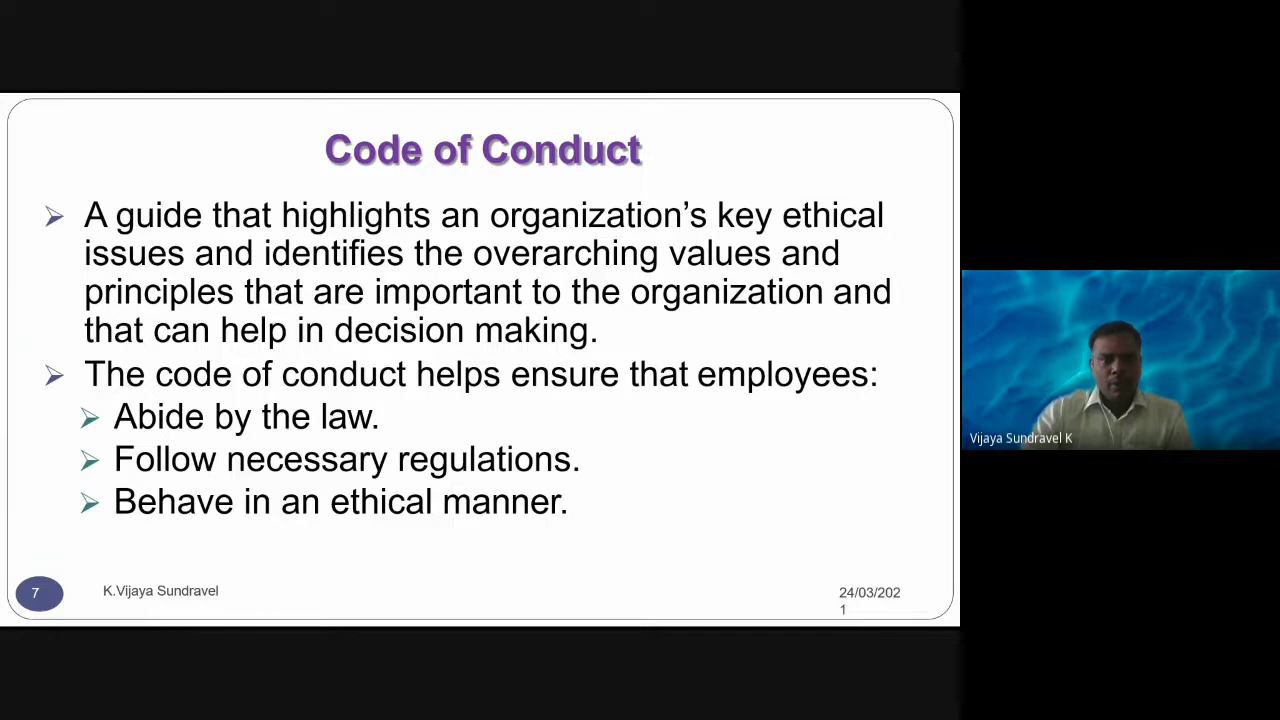 Code of Conduct
➢ A guide that highlights an organization’s key ethical
issues and identifies the overarching values and
principles that are important to the organization and
that can help in decision making.
➢ The code of conduct helps ensure that employees:
➢ Abide by the law.
➢ Follow necessary regulations.
➢ Behave in an ethical manner.
7
K.Vijaya Sundravel
24/03/202
1
Vijaya Sundravel K